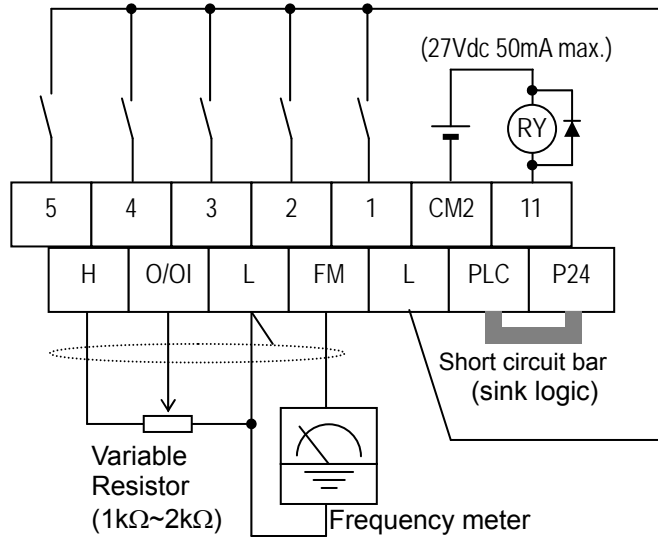 (27Vdc 50mA max.)
RY
5 4 3 2 1 CM2 11
H O/OI L FM L PLC P24
Short circuit bar
(sink logic)
Variable
Resistor
(1kΩ~2kΩ)
Frequency meter